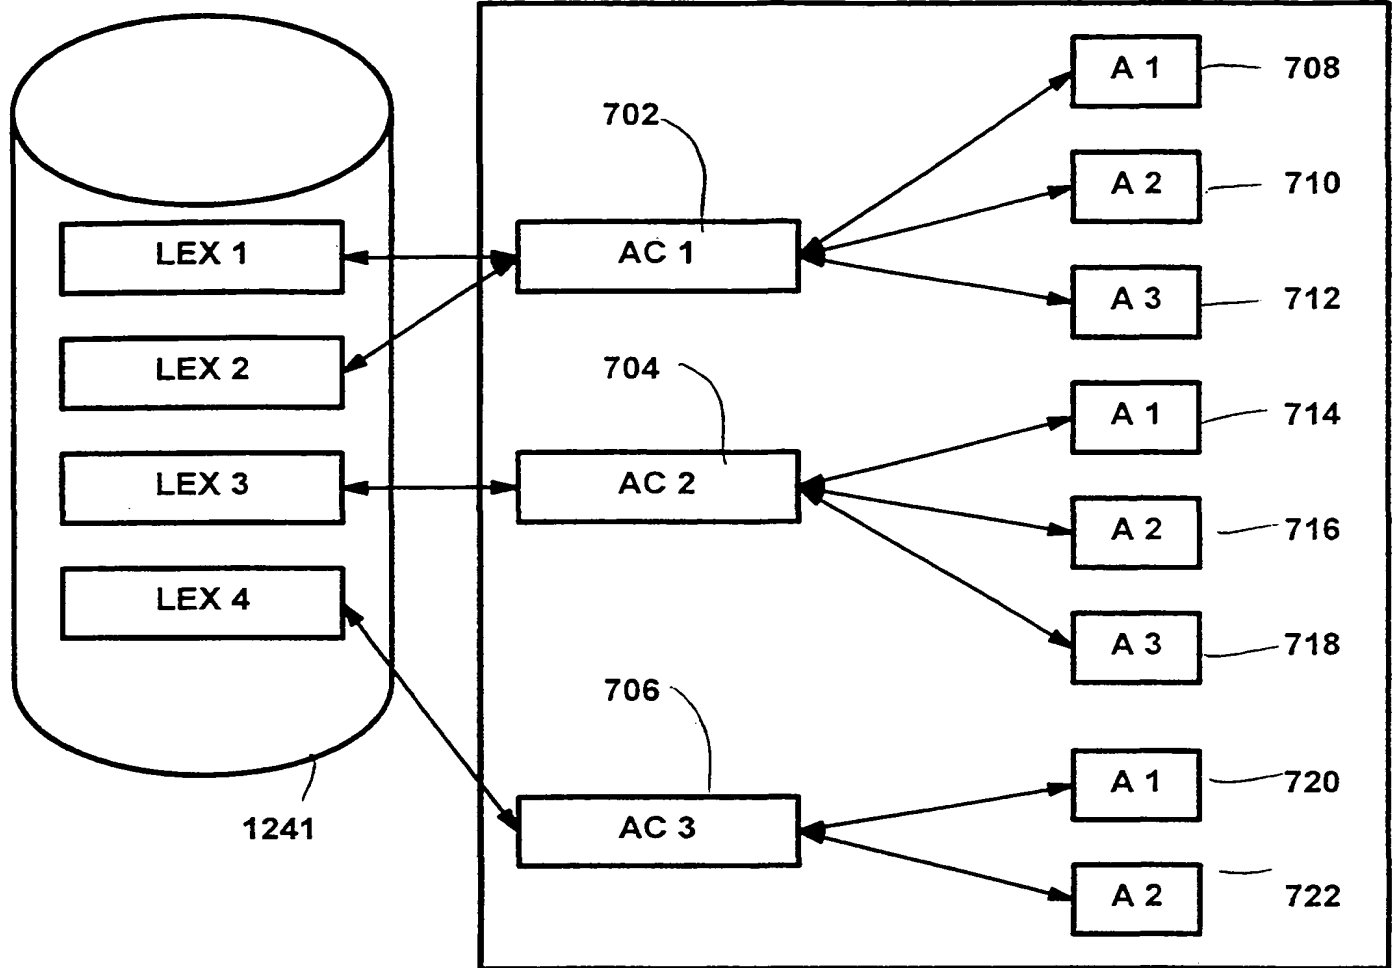 A 1 708
702
A 2 710
LEX 1 AC 1
A 3 712
LEX 2 704
A 1 714
LEX 3 AC 2
A 2 716
LEX 4
A 3 718
706
A 1 720
1241 AC 3
A 2 722